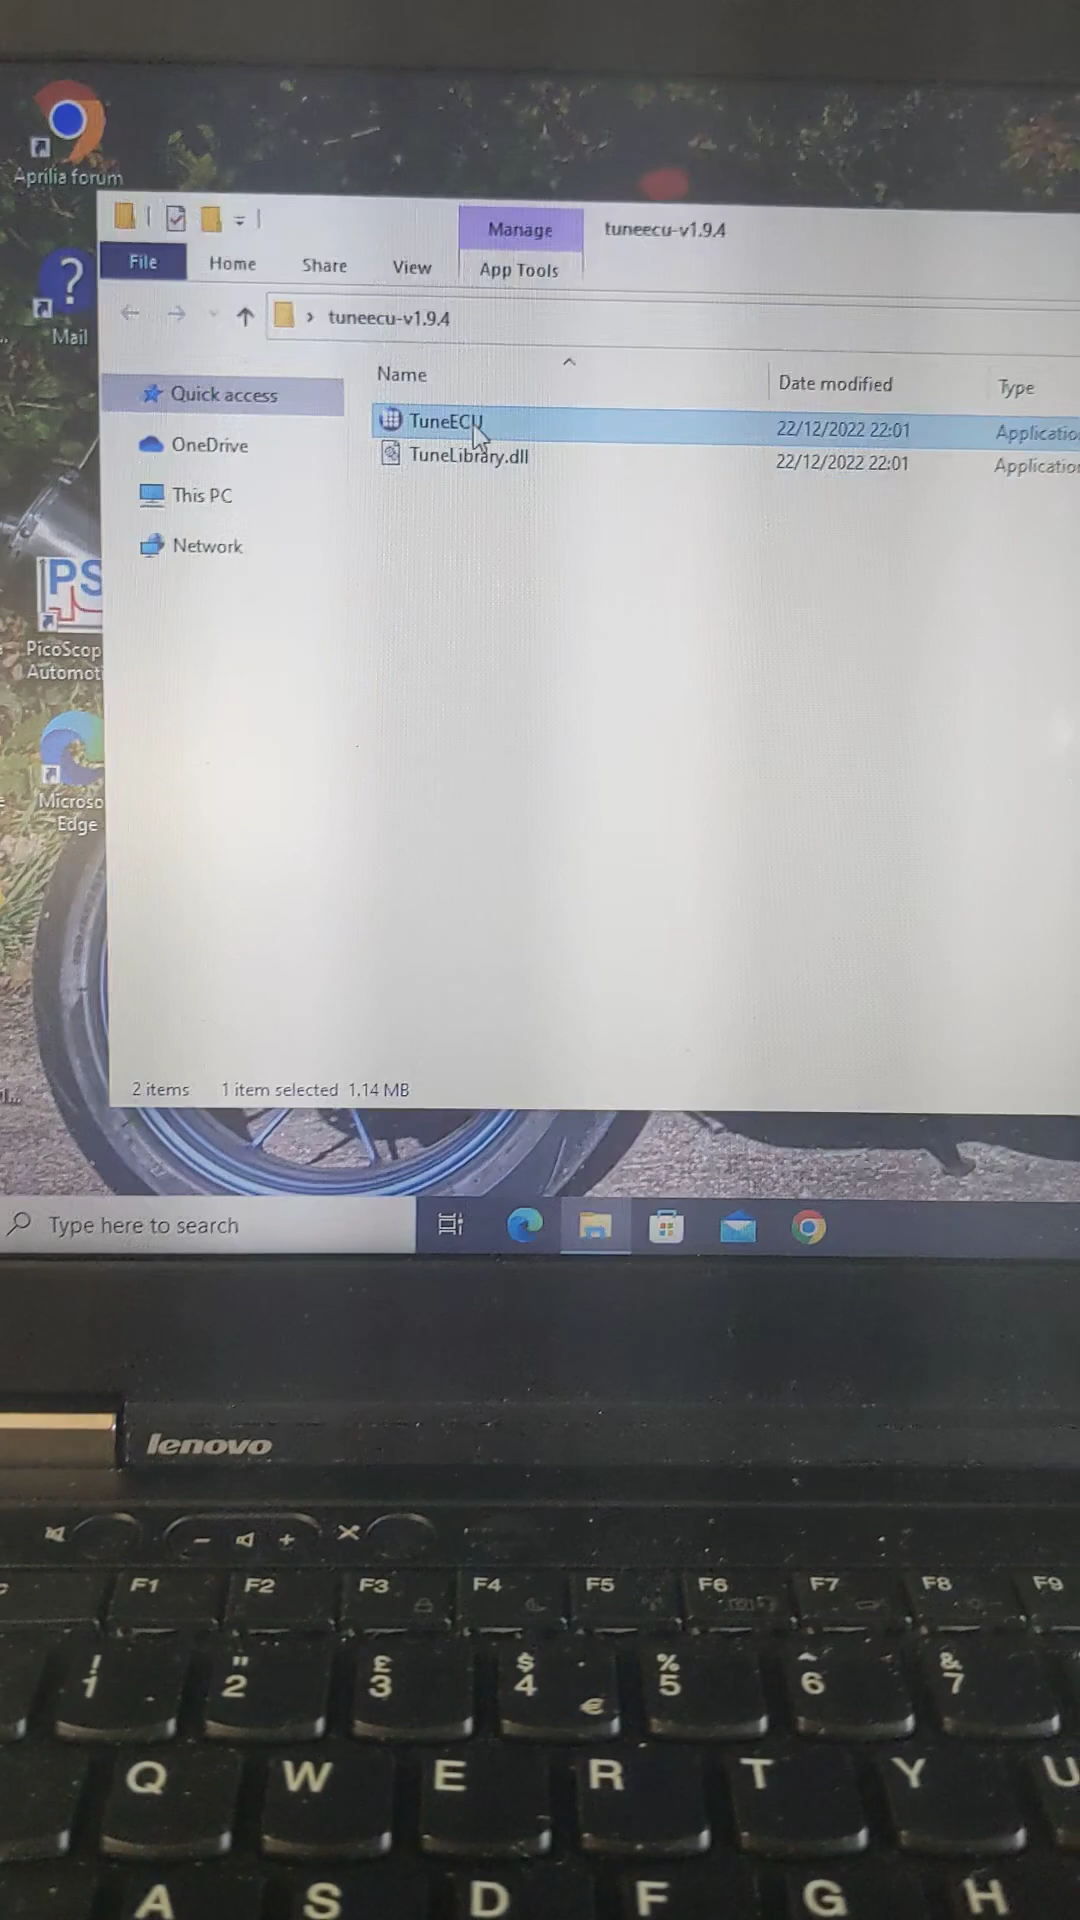 Aprilia forum
Manage
tuneecu-v1.9.4
File
Home
Share
View
App Tools
?
Mail
› tuneecu-v1.9.4
Name
Date modified
Type
Quick access
TuneECU
22/12/2022 22:01
Applicatio
OneDrive
TuneLibrary.dll
22/12/2022 22:01
Applicatio
This PC
Network
PS
PicoScop
Automot
Microso
Edge
2 items
1 item selected 1.14 MB
Type here to search
lenovo
- +
F1 F2 F3 F4 F5 F6 F7 F8 F9
! " £ $ % ^ &
1 2 3 4 € 5 6 7
Q W E R T Y U
A S D F G H